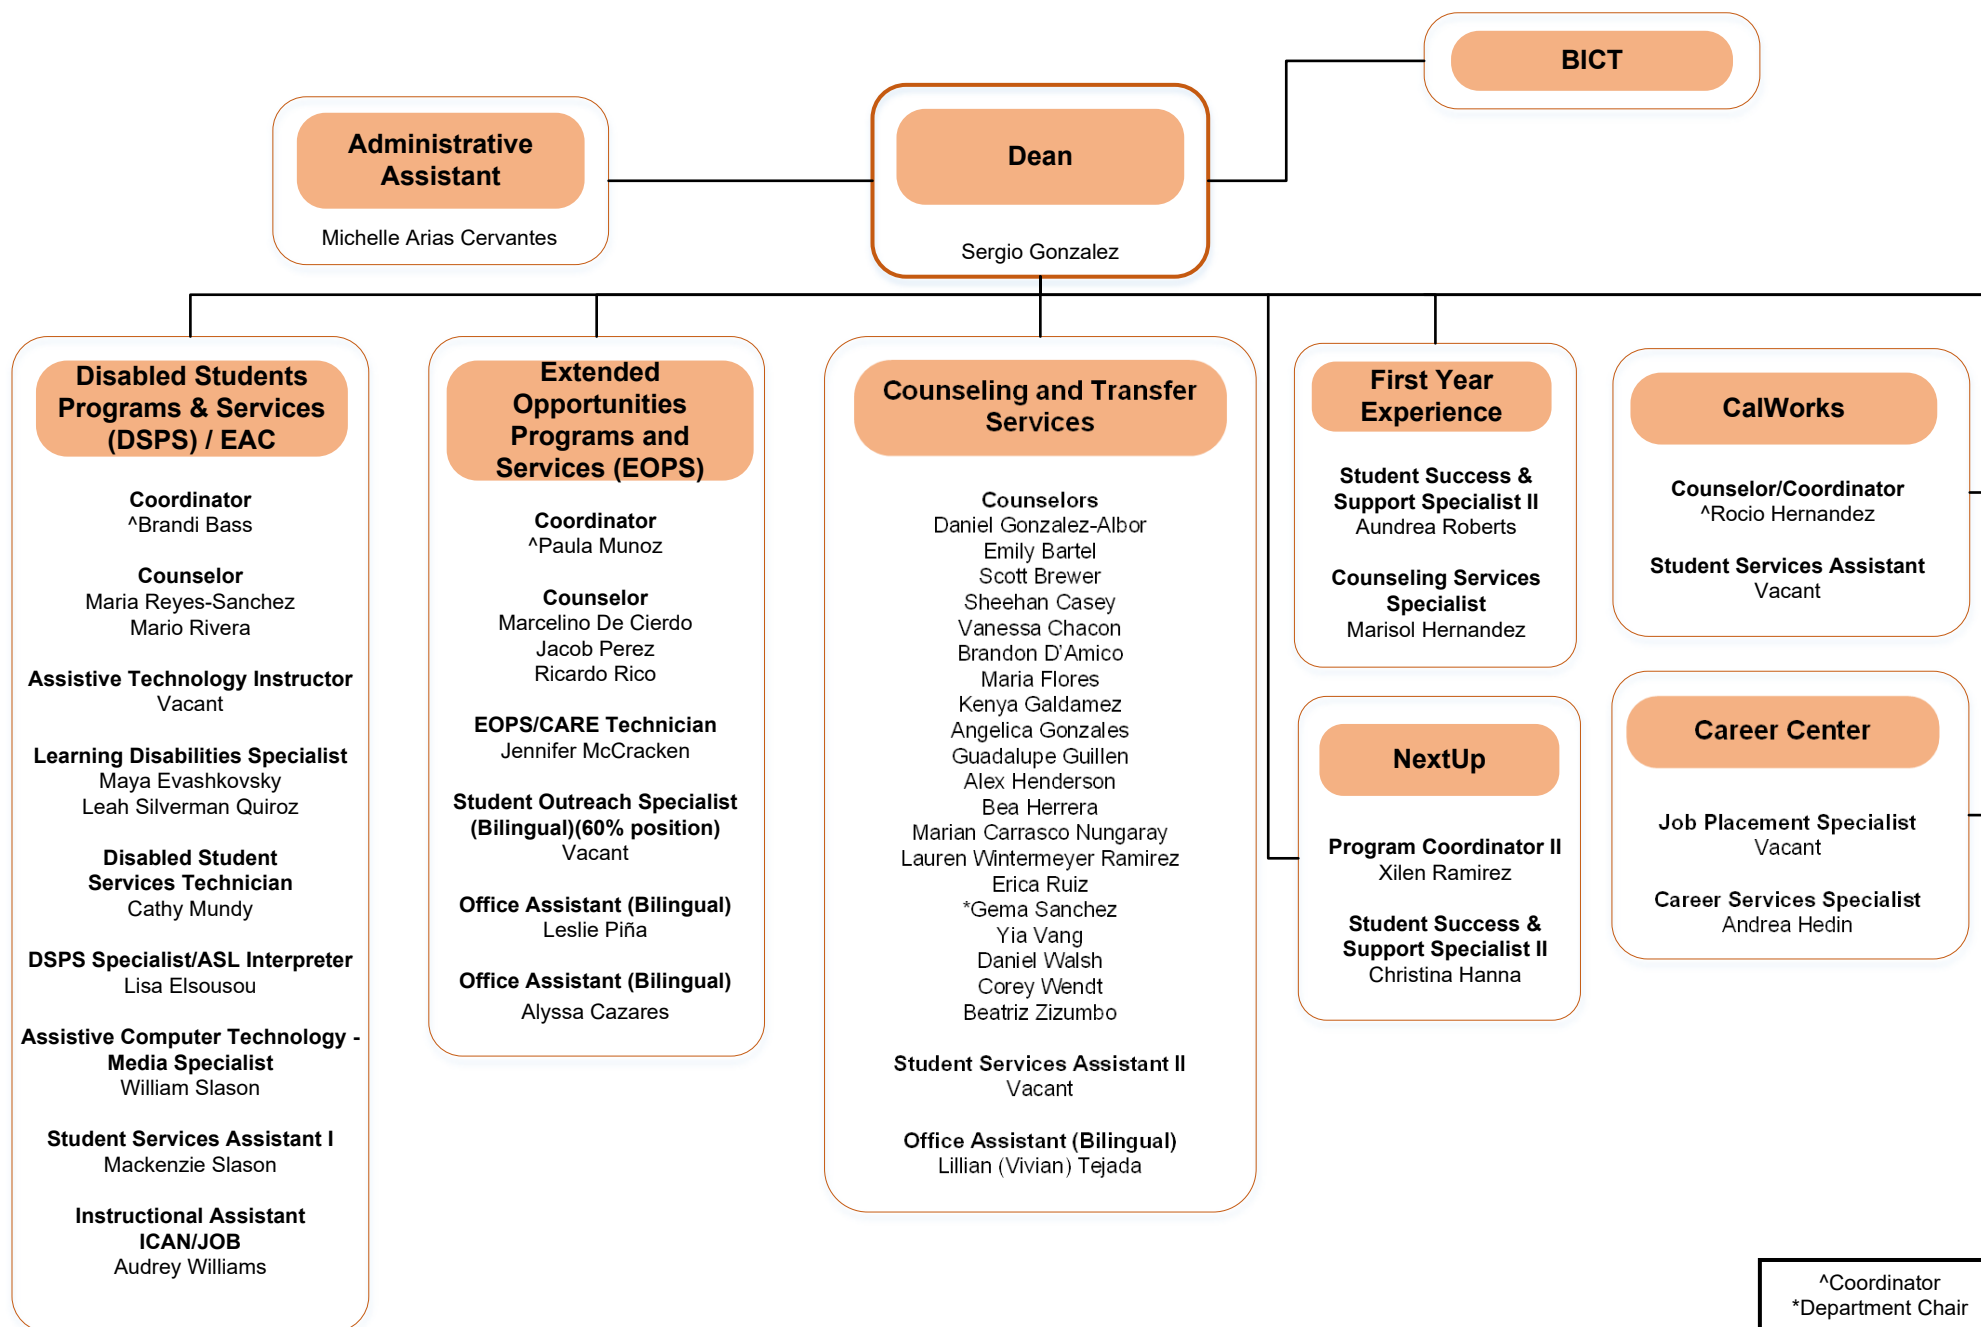 BICT
Administrative
Assistant
Michelle Arias Cervantes
Dean
Sergio Gonzalez
Disabled Students
Programs & Services
(DSPS) / EAC
Coordinator
^Brandi Bass
Counselor
Maria Reyes-Sanchez
Mario Rivera
Assistive Technology Instructor
Vacant
Learning Disabilities Specialist
Maya Evashkovsky
Leah Silverman Quiroz
Disabled Student
Services Technician
Cathy Mundy
DSPS Specialist/ASL Interpreter
Lisa Elsousou
Assistive Computer Technology -
Media Specialist
William Slason
Student Services Assistant I
Mackenzie Slason
Instructional Assistant
ICAN/JOB
Audrey Williams
Extended
Opportunities
Programs and
Services (EOPS)
Coordinator
^Paula Munoz
Counselor
Marcelino De Cierdo
Jacob Perez
Ricardo Rico
EOPS/CARE Technician
Jennifer McCracken
Student Outreach Specialist
(Bilingual)(60% position)
Vacant
Office Assistant (Bilingual)
Leslie Piña
Office Assistant (Bilingual)
Alyssa Cazares
Counseling and Transfer
Services
Counselors
Daniel Gonzalez-Albor
Emily Bartel
Scott Brewer
Sheehan Casey
Vanessa Chacon
Brandon D'Amico
Maria Flores
Kenya Galdamez
Angelica Gonzales
Guadalupe Guillen
Alex Henderson
Bea Herrera
Marian Carrasco Nungaray
Lauren Wintermeyer Ramirez
Erica Ruiz
*Gema Sanchez
Yia Vang
Daniel Walsh
Corey Wendt
Beatriz Zizumbo
Student Services Assistant II
Vacant
Office Assistant (Bilingual)
Lillian (Vivian) Tejada
First Year
Experience
Student Success &
Support Specialist II
Aundrea Roberts
Counseling Services
Specialist
Marisol Hernandez
NextUp
Program Coordinator II
Xilen Ramirez
Student Success &
Support Specialist II
Christina Hanna
CalWorks
Counselor/Coordinator
^Rocio Hernandez
Student Services Assistant
Vacant
Career Center
Job Placement Specialist
Vacant
Career Services Specialist
Andrea Hedin
^Coordinator
*Department Chair